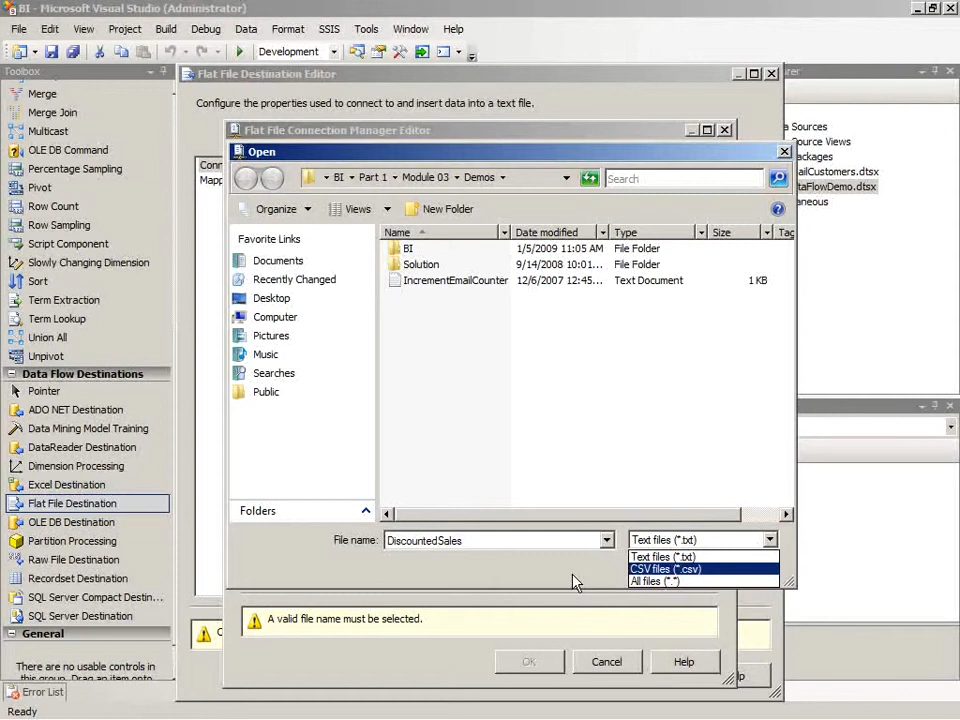 BI - Microsoft Visual Studio (Administrator)
File Edit View Project Build Debug Data Format SSIS Tools Window Help
Development
Toolbox
Merge
Merge Join
Multicast
OLE DB Command
Percentage Sampling
Pivot
Row Count
Row Sampling
Script Component
Slowly Changing Dimension
Sort
Term Extraction
Term Lookup
Union All
Unpivot
Data Flow Destinations
Pointer
ADO NET Destination
Data Mining Model Training
DataReader Destination
Dimension Processing
Excel Destination
Flat File Destination
OLE DB Destination
Partition Processing
Raw File Destination
Recordset Destination
SQL Server Compact Destin...
SQL Server Destination
General
There are no usable controls in
this group. Drag an item onto
Error List
Ready
Flat File Destination Editor
Configure the properties used to connect to and insert data into a text file.
Conn
Mapp
Flat File Connection Manager Editor
Open
BI Part 1 Module 03 Demos
Search
Organize Views New Folder
Favorite Links
Documents
Recently Changed
Desktop
Computer
Pictures
Music
Searches
Public
Folders
Name Date modified Type Size Tag
BI 1/5/2009 11:05 AM File Folder
Solution 9/14/2008 10:01... File Folder
IncrementEmailCounter 12/6/2007 12:45... Text Document 1 KB
File name: DiscountedSales Text files (*.txt)
Text files (*.txt)
CSV files (*.csv)
All files (*.*)
A valid file name must be selected.
OK Cancel Help
lp
rer
a Sources
Source Views
ackages
ailCustomers.dtsx
taFlowDemo.dtsx
aneous